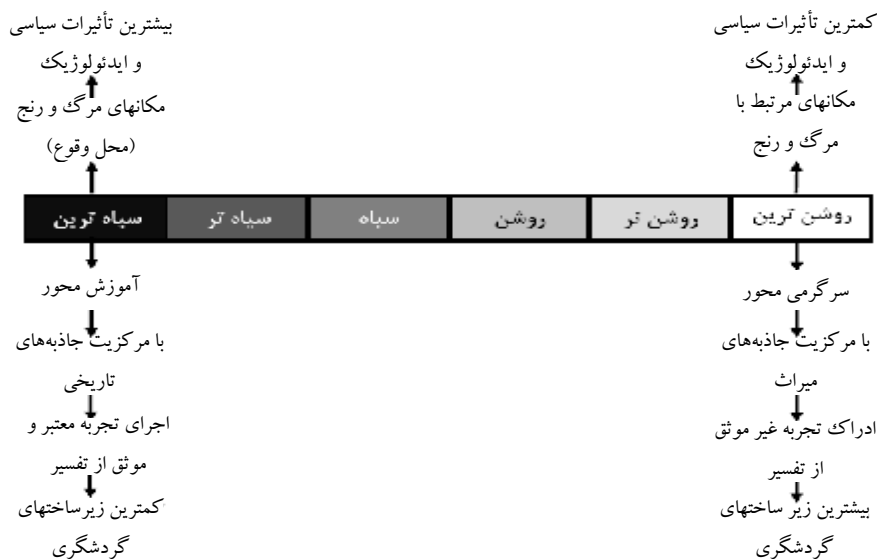 کمترین تأثیرات سیاسی
و ایدئولوژیک
مکانهای مرتبط با
مرگ و رنج
بیشترین تأثیرات سیاسی
و ایدئولوژیک
مکانهای مرگ و رنج
(محل وقوع)
روشن ترین
روشن تر
روشن
سیاه
سیاه تر
سیاه ترین
سرگرمی محور
با مرکزیت جاذبه‌های
میراث
ادراک تجربه غیر موثق
از تفسیر
بیشترین زیر ساختهای
گردشگری
آموزش محور
با مرکزیت جاذبه‌های
تاریخی
اجرای تجربه معتبر و
موثق از تفسیر
کمترین زیرساختهای
گردشگری